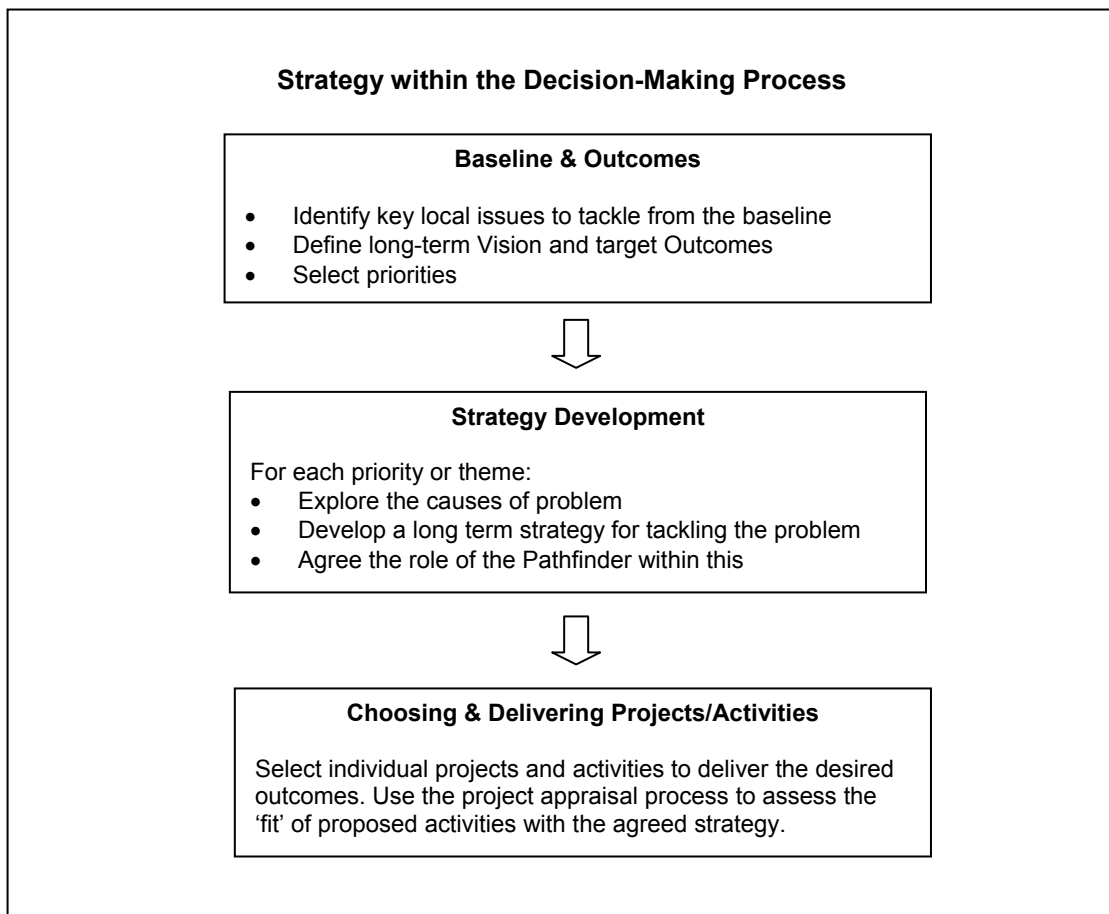 Strategy within the Decision-Making Process
Baseline & Outcomes
• Identify key local issues to tackle from the baseline
• Define long-term Vision and target Outcomes
• Select priorities
Strategy Development
For each priority or theme:
• Explore the causes of problem
• Develop a long term strategy for tackling the problem
• Agree the role of the Pathfinder within this
Choosing & Delivering Projects/Activities
Select individual projects and activities to deliver the desired
outcomes. Use the project appraisal process to assess the
‘fit’ of proposed activities with the agreed strategy.